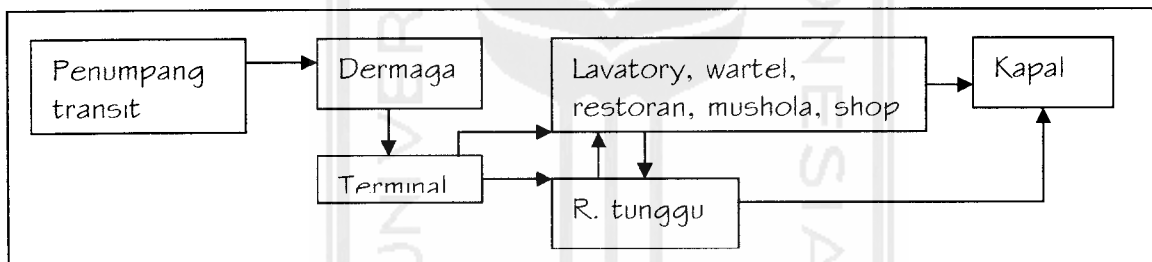 Penumpang
transit
Dermaga
Terminal
Lavatory, wartel,
restoran, mushola, shop
R. tunggu
Kapal